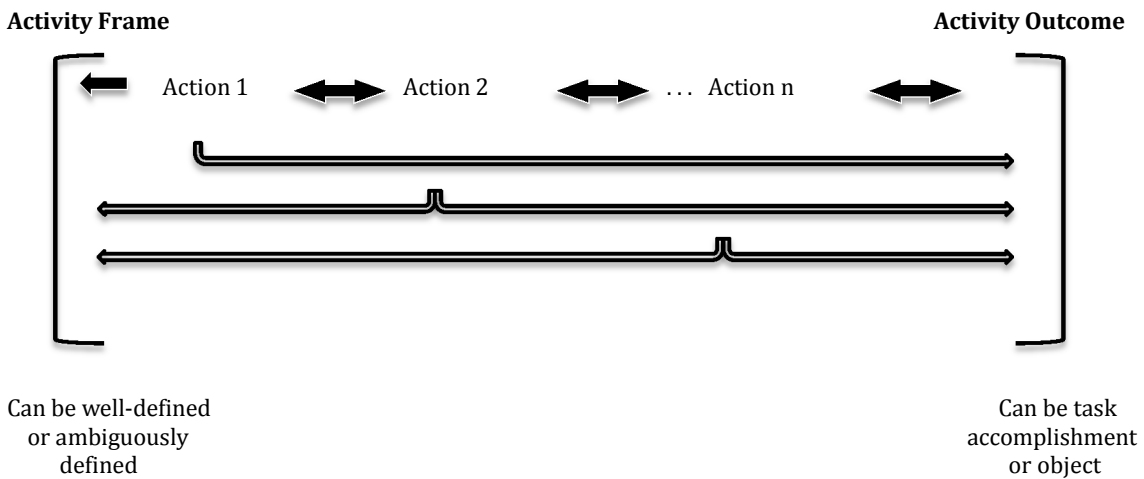 Activity Frame
Activity Outcome
Action 1
Action 2
... Action n
Can be well-defined
or ambiguously
defined
Can be task
accomplishment
or object